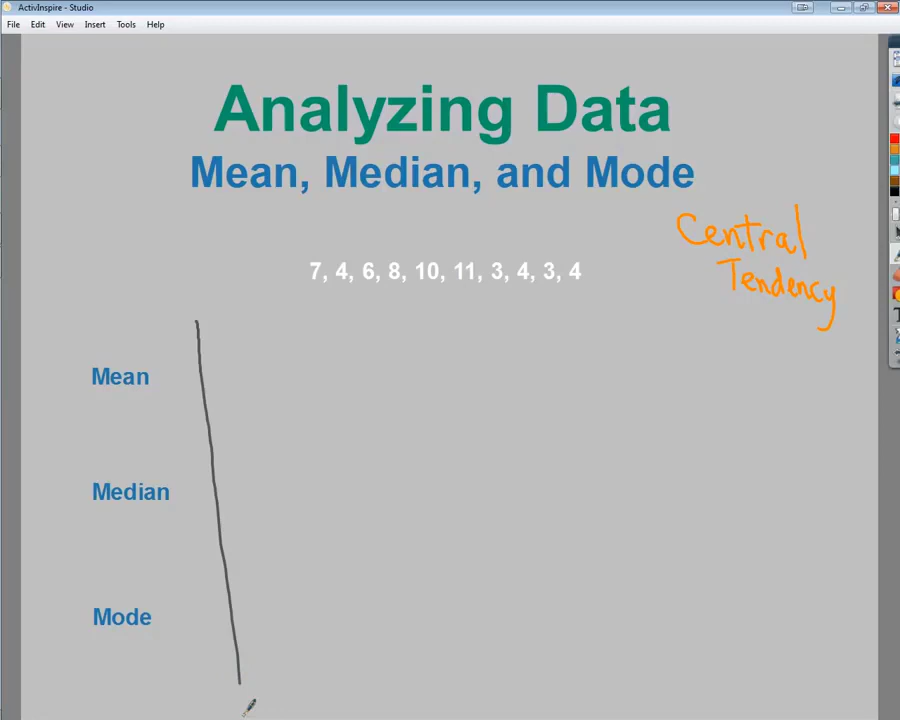 ActivInspire - Studio
File Edit View Insert Tools Help
Analyzing Data
Mean, Median, and Mode
Central
Tendency
7, 4, 6, 8, 10, 11, 3, 4, 3, 4
Mean
Median
Mode